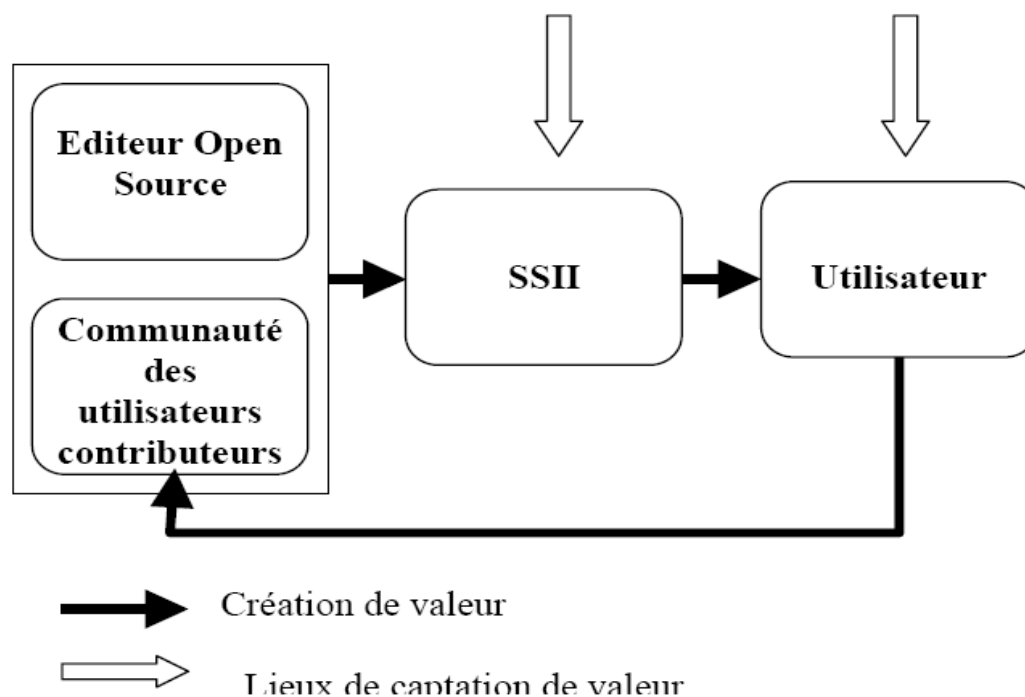 Editeur Open
Source
Communauté
des
utilisateurs
contributeurs
SSII
Utilisateur
Création de valeur
Lieux de captation de valeur